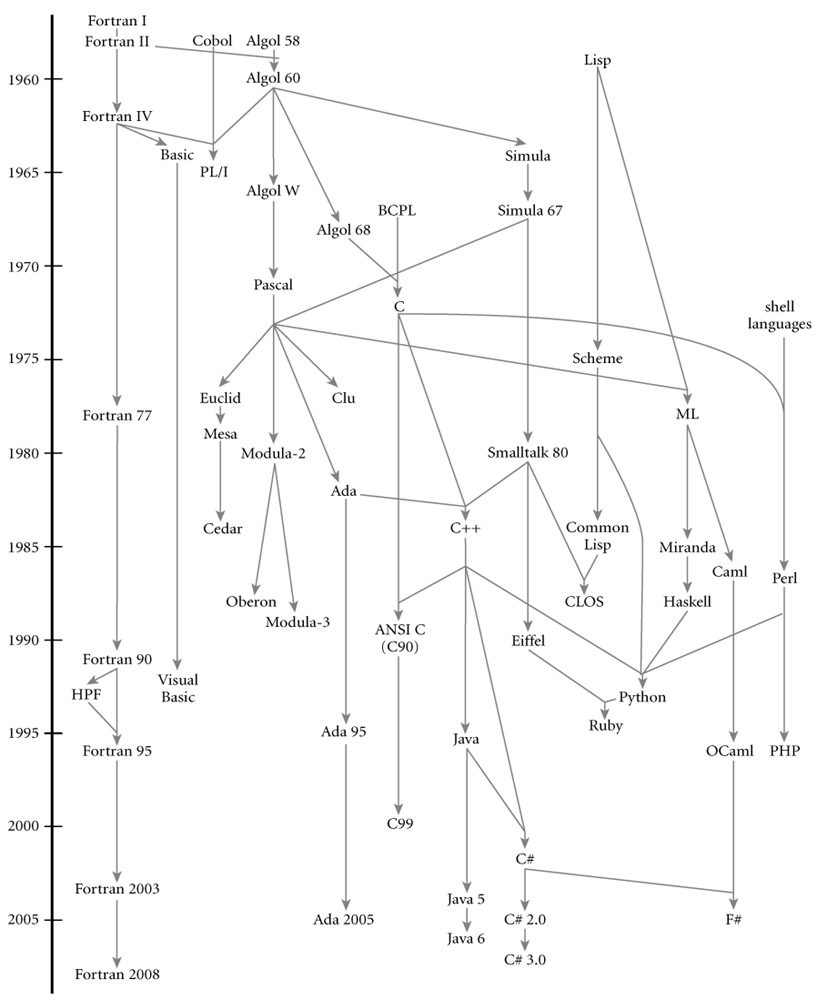 Fortran I
Fortran II
Cobol
Algol 58
Lisp
1960
Algol 60
Fortran IV
Basic
PL/I
Simula
1965
Algol W
BCPL
Simula 67
Algol 68
1970
Pascal
C
shell
languages
1975
Scheme
Euclid
Clu
Fortran 77
ML
Mesa
1980
Modula-2
Smalltalk 80
Ada
Cedar
C++
Common
Lisp
1985
Miranda
Caml
Perl
Oberon
CLOS
Haskell
Modula-3
ANSI C
(C90)
1990
Eiffel
Fortran 90
Visual
Basic
HPF
Python
Ruby
1995
Ada 95
Java
Fortran 95
OCaml
PHP
2000
C99
C#
Fortran 2003
Java 5
2005
Ada 2005
C# 2.0
F#
Java 6
C# 3.0
Fortran 2008